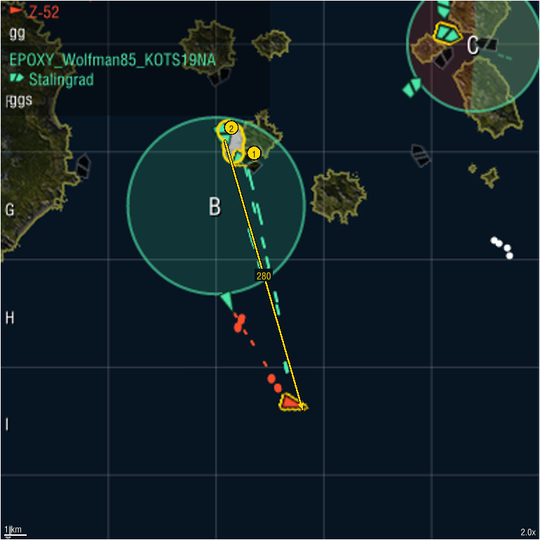 Z-52
gg
EPOXY_Wolfman85_KOTS19NA
Stalingrad
ggs
F
C
2
1
G
B
280
H
I
1km
2.0x